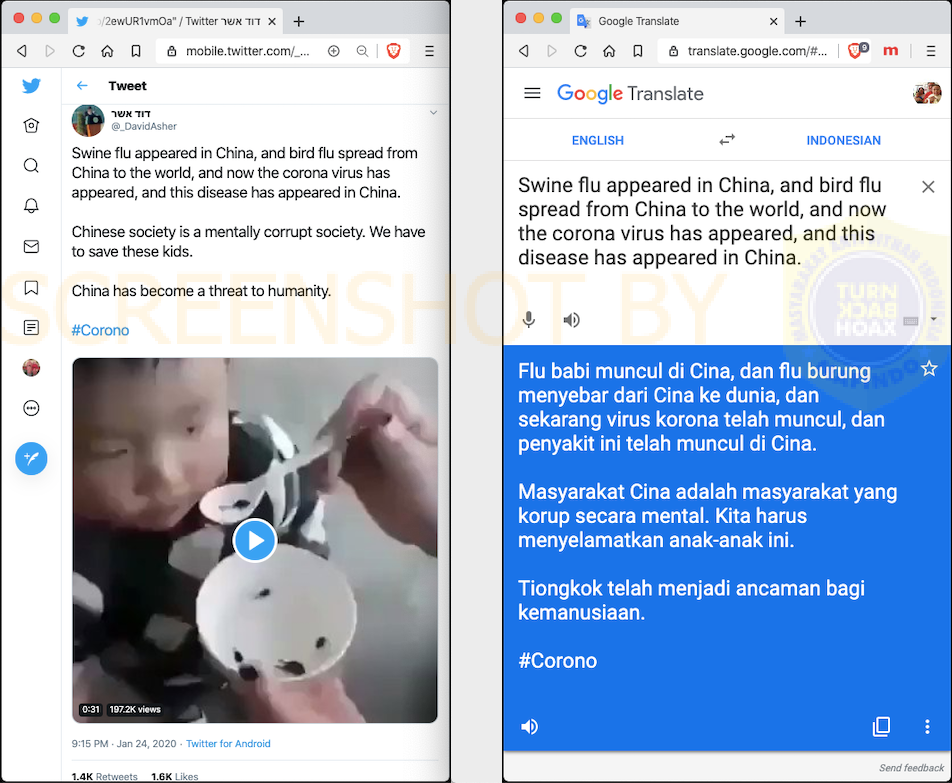 /2ewUR1vmOa" / Twitter דוד אשר
mobile.twitter.com/_...
Tweet
דוד אשר
@_DavidAsher
Swine flu appeared in China, and bird flu spread from
China to the world, and now the corona virus has
appeared, and this disease has appeared in China.
Chinese society is a mentally corrupt society. We have
to save these kids.
China has become a threat to humanity.
#Corono
0:31 197.2K views
9:15 PM · Jan 24, 2020 · Twitter for Android
1.4K Retweets 1.6K Likes
Google Translate
translate.google.com/#...
9
m
Google Translate
ENGLISH
INDONESIAN
Swine flu appeared in China, and bird flu
spread from China to the world, and now
the corona virus has appeared, and this
disease has appeared in China.
Flu babi muncul di Cina, dan flu burung
menyebar dari Cina ke dunia, dan
sekarang virus korona telah muncul, dan
penyakit ini telah muncul di Cina.
Masyarakat Cina adalah masyarakat yang
korup secara mental. Kita harus
menyelamatkan anak-anak ini.
Tiongkok telah menjadi ancaman bagi
kemanusiaan.
#Corono
Send feedback
SCREENSHOT BY
TURN
BACK
HOAX